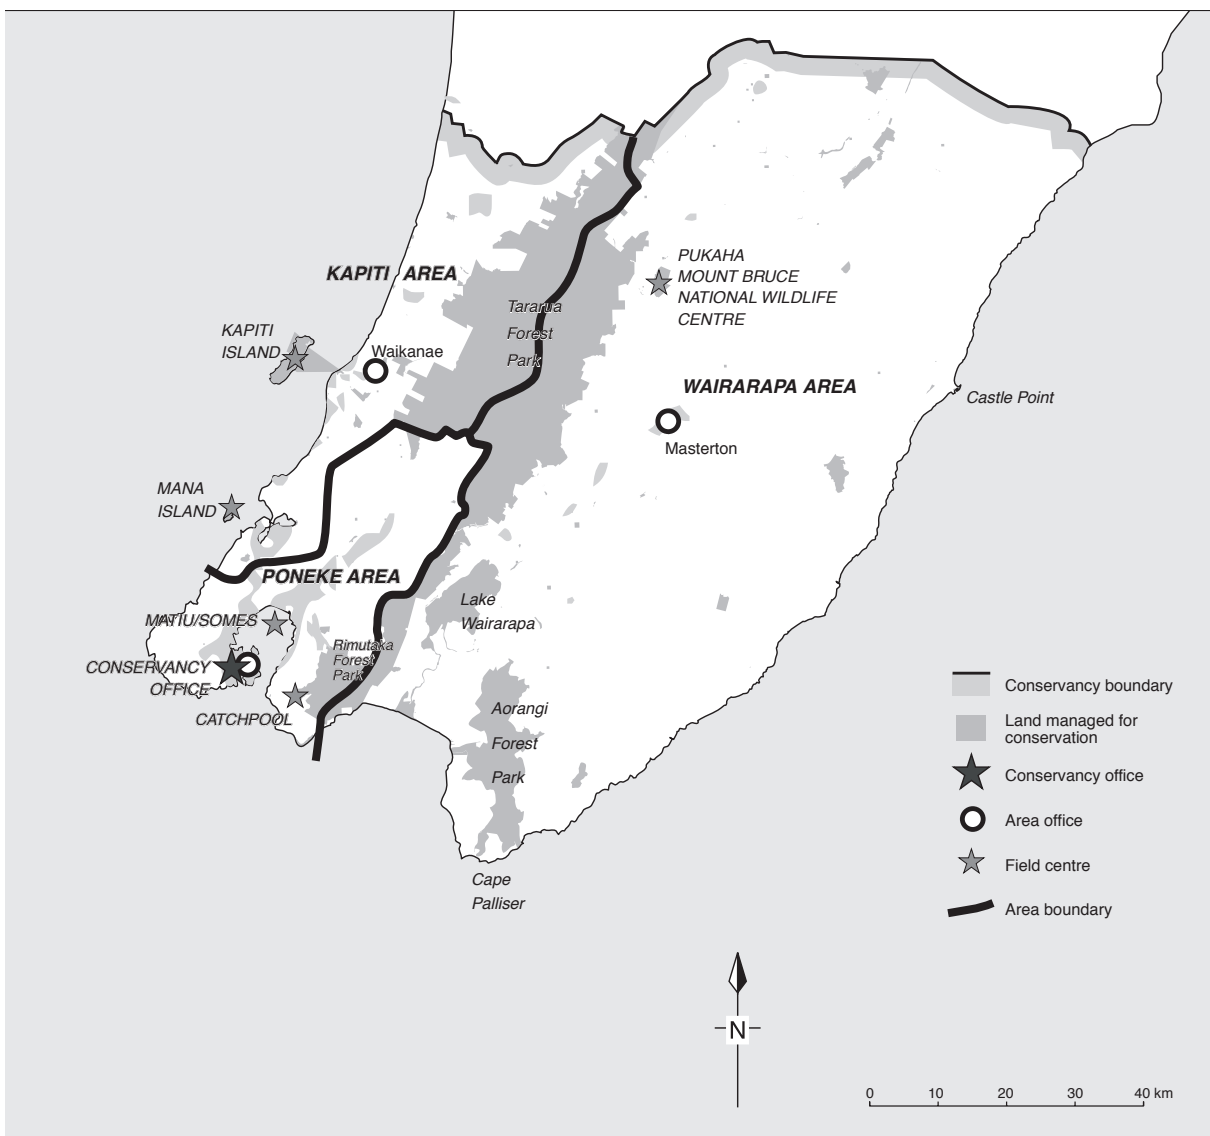 KAPITI AREA
PUKAHA
MOUNT BRUCE
NATIONAL WILDLIFE
CENTRE
Tararua
Forest
Park
KAPITI
ISLAND
Waikanae
WAIRARAPA AREA
Castle Point
Masterton
MANA
ISLAND
PONEKE AREA
Lake
Wairarapa
MATIU/SOMES
Rimutaka
Forest
Park
CONSERVANCY
OFFICE
CATCHPOOL
Aorangi
Forest
Park
Cape
Palliser
Conservancy boundary
Land managed for
conservation
Conservancy office
Area office
Field centre
Area boundary
N
0 10 20 30 40 km